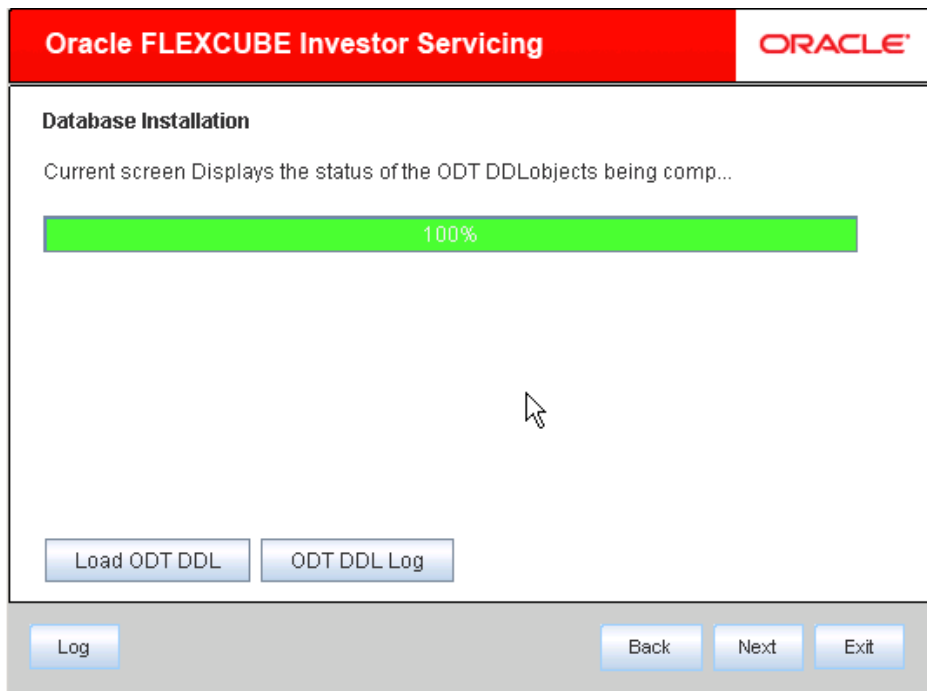 Oracle FLEXCUBE Investor Servicing
ORACLE
Database Installation
Current screen Displays the status of the ODT DDLobjects being comp...
100%
Load ODT DDL
ODT DDL Log
Log
Back
Next
Exit